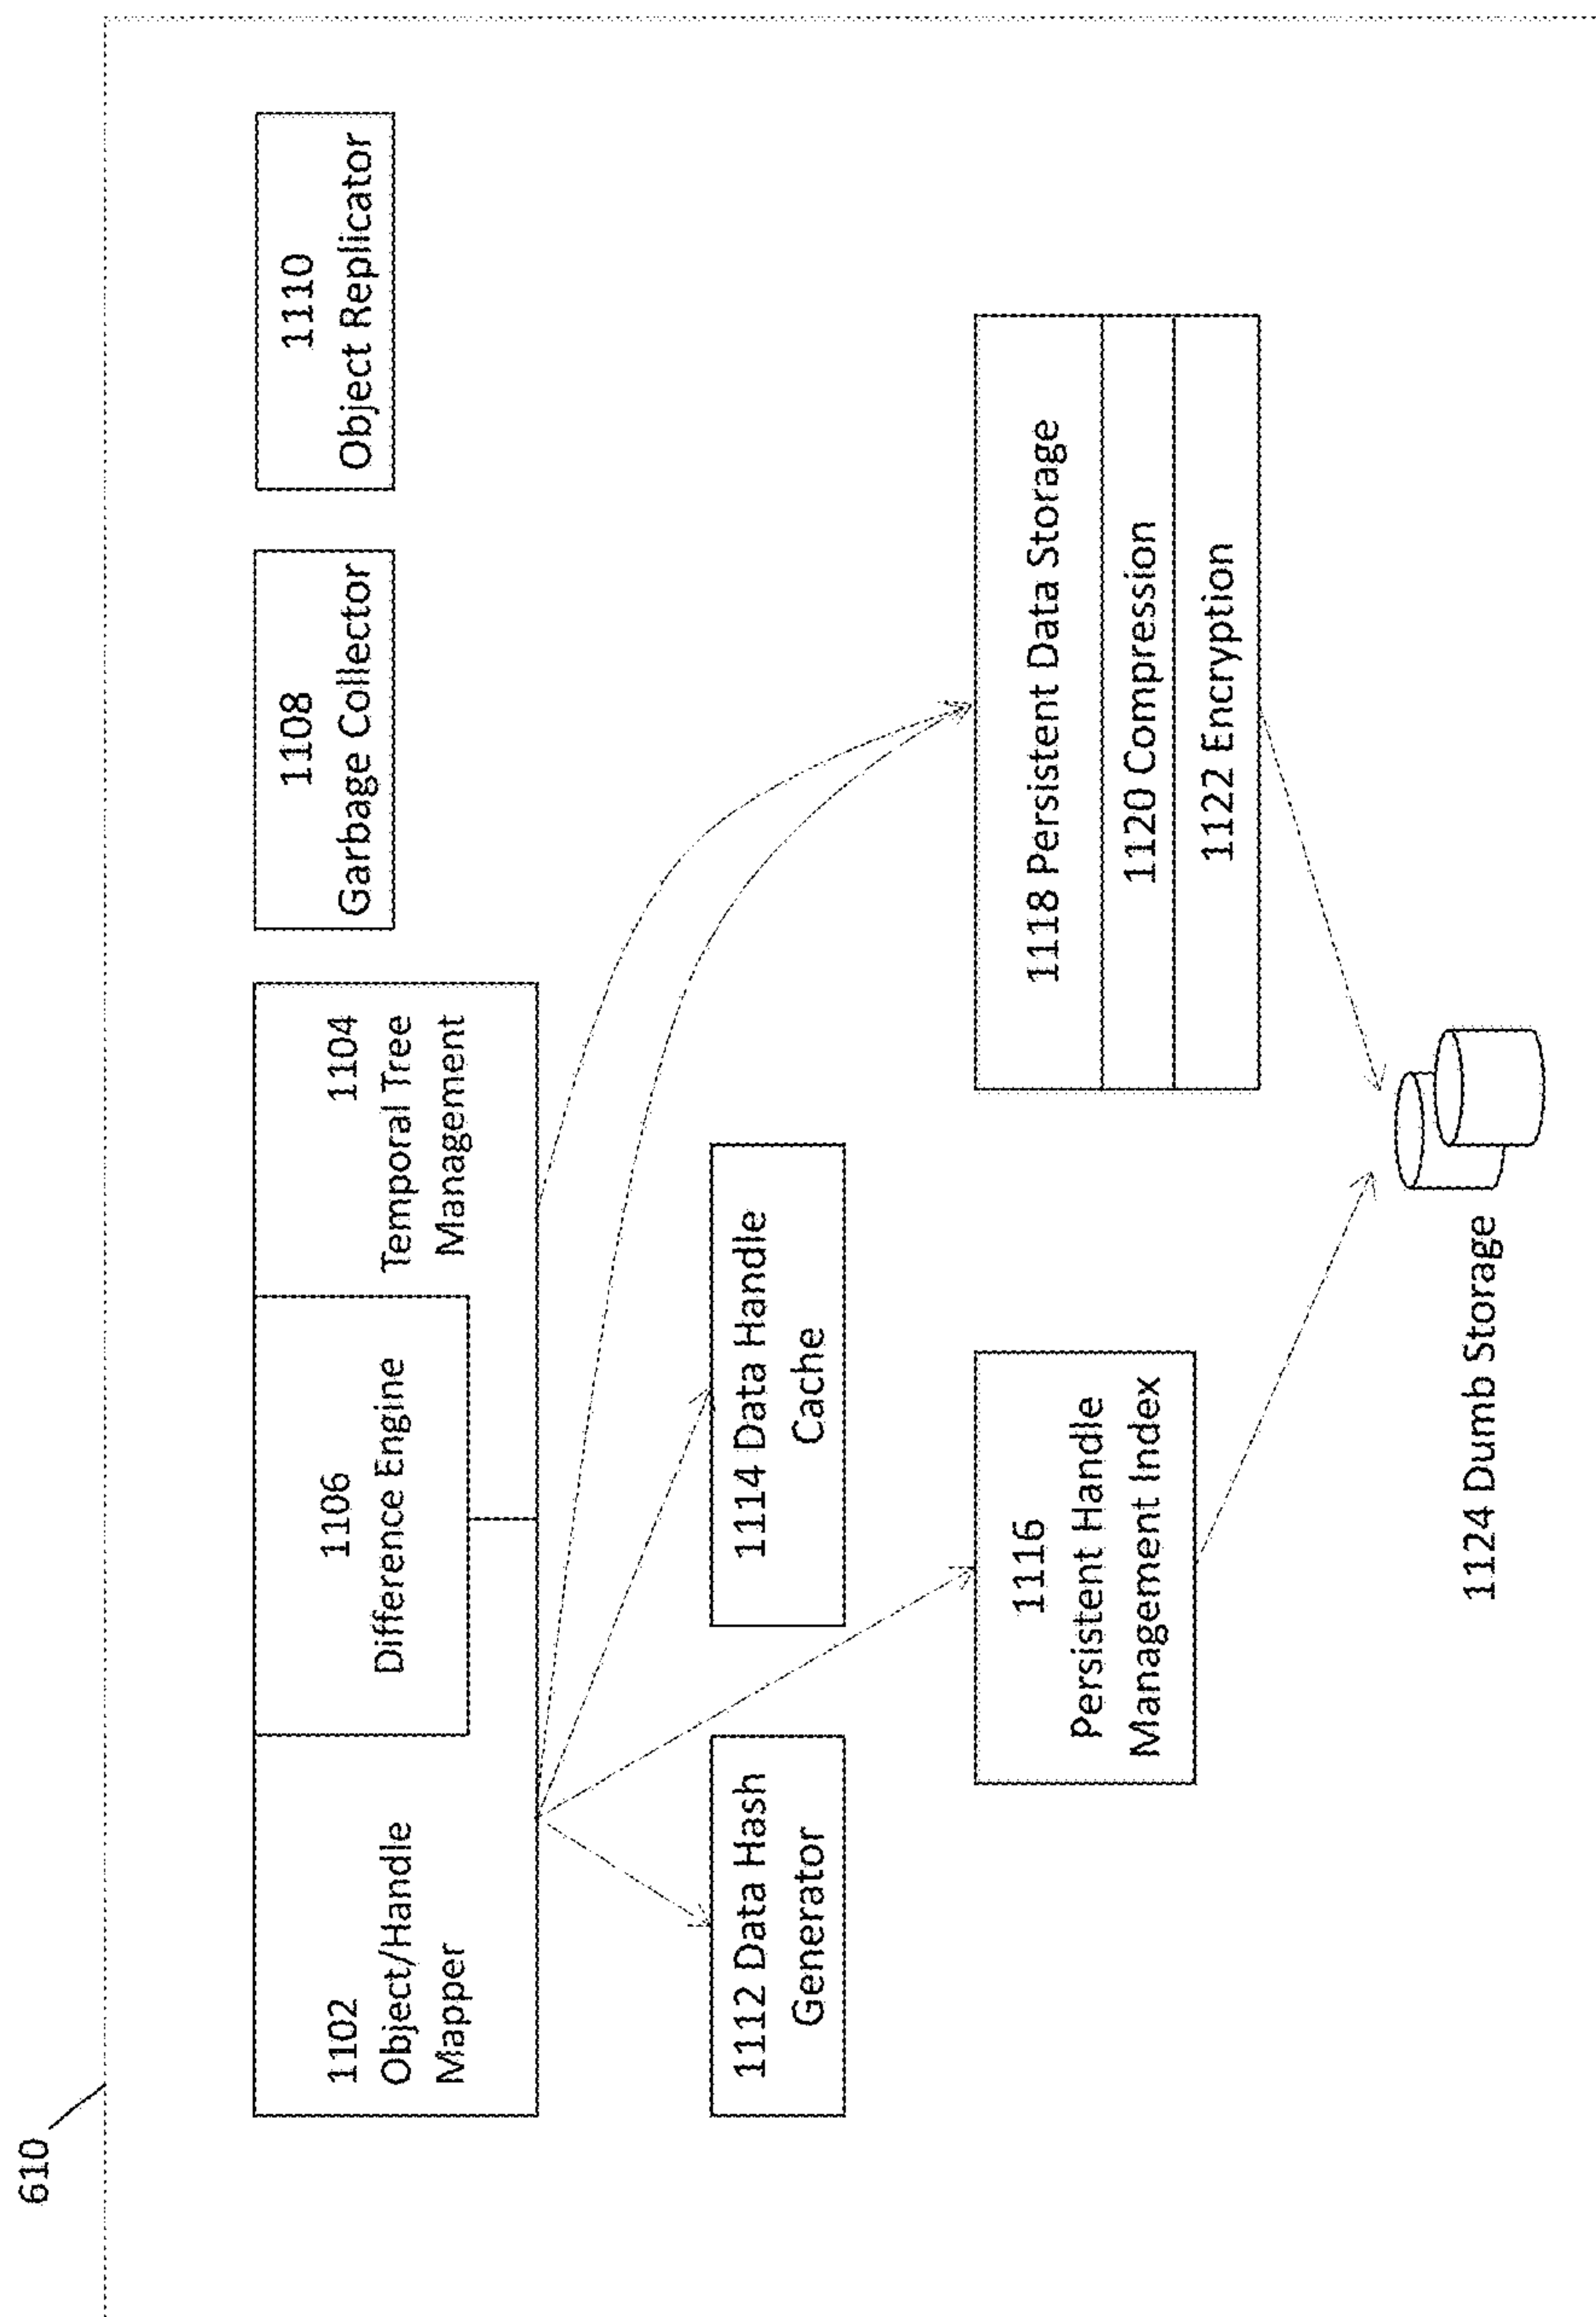 610
1102
Object/Handle
Mapper
1106
Difference Engine
1104
Temporal Tree
Management
1108
Garbage Collector
1110
Object Replicator
1112 Data Hash
Generator
1114 Data Handle
Cache
1116
Persistent Handle
Management Index
1118 Persistent Data Storage
1120 Compression
1122 Encryption
1124 Dumb Storage